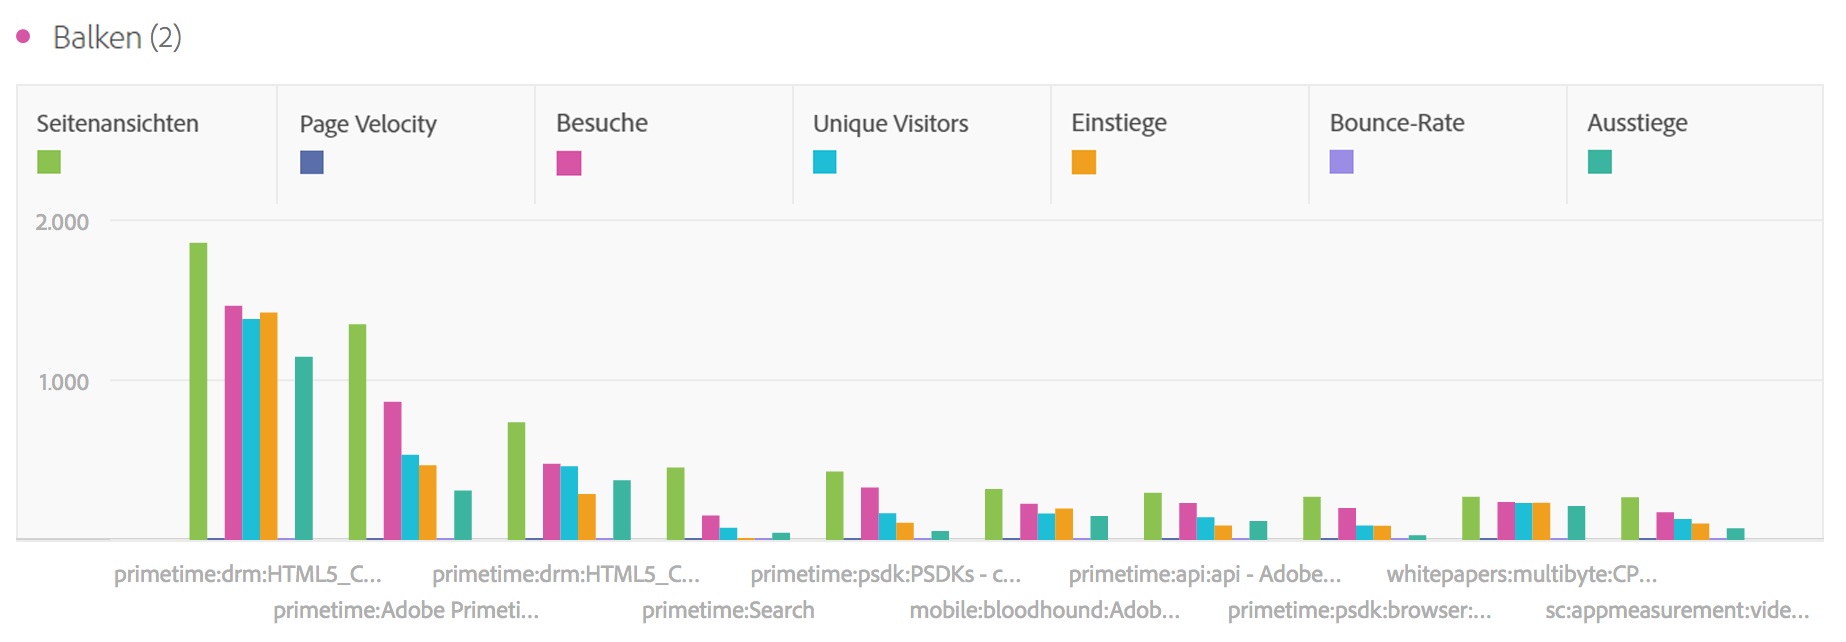 Balken (2)
Seitenansichten Page Velocity Besuche Unique Visitors Einstiege Bounce-Rate Ausstiege
2.000
1.000
primetime:drm:HTML5_C... primetime:drm:HTML5_C... primetime:psdk:PSDKs - c... primetime:api:api - Adobe... whitepapers:multibyte:CP...
primetime:Adobe Primeti... primetime:Search mobile:bloodhound:Adob... primetime:psdk:browser:... sc:appmeasurement:vide...